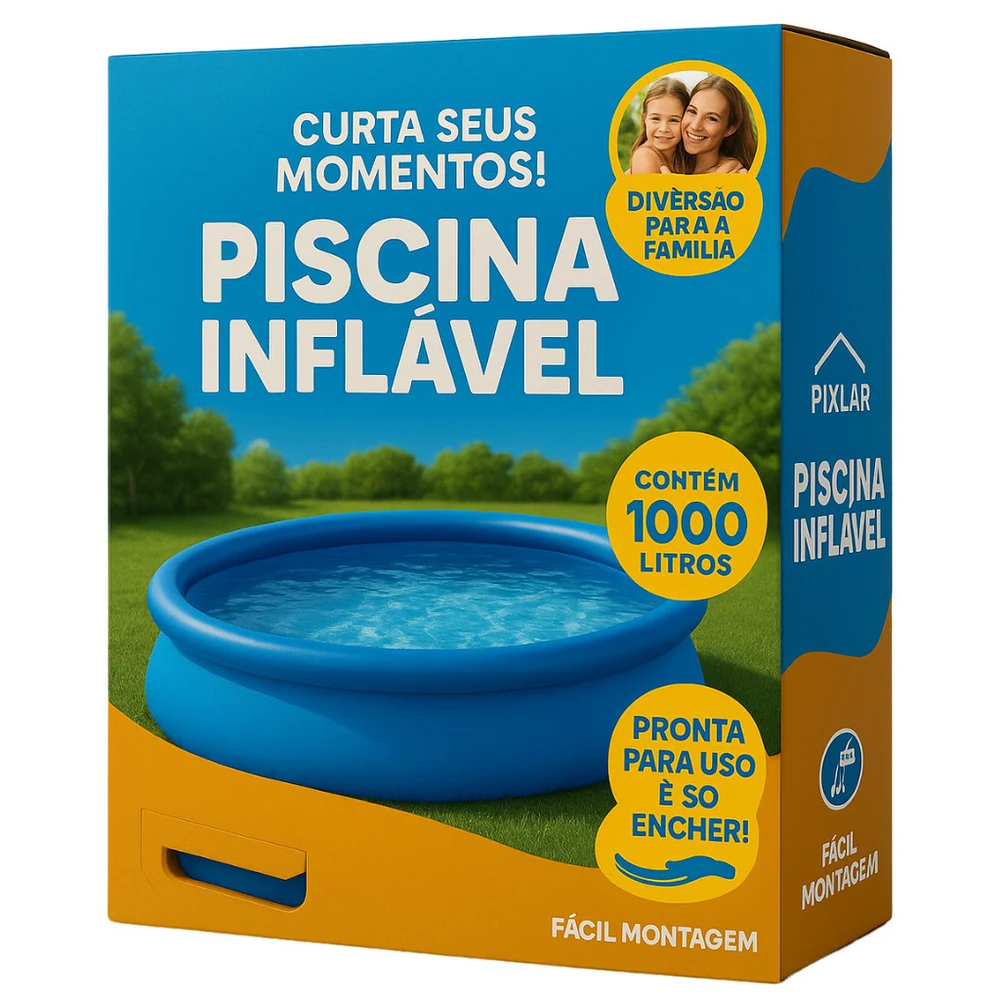 CURTA SEUS
MOMENTOS!
PISCINA
INFLÁVEL
DIVÈRSÃO
PARA A
FAMILIA
CONTÉM
1000
LITROS
PRONTA
PARA USO
È SO
ENCHER!
FÁCIL MONTAGEM
PIXLAR
PISCINA
INFLÁVEL
FÁCIL
MONTAGEM